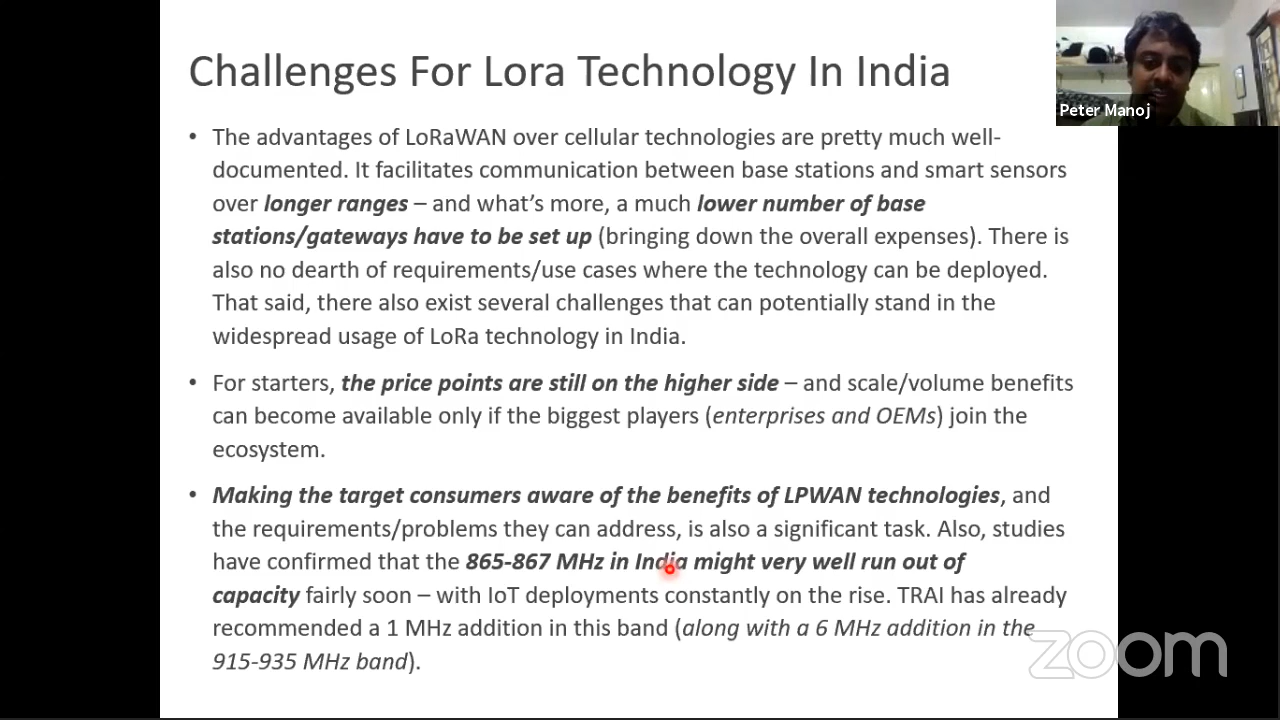 Challenges For Lora Technology In India
Peter Manoj
• The advantages of LoRaWAN over cellular technologies are pretty much well-
documented. It facilitates communication between base stations and smart sensors
over longer ranges – and what's more, a much lower number of base
stations/gateways have to be set up (bringing down the overall expenses). There is
also no dearth of requirements/use cases where the technology can be deployed.
That said, there also exist several challenges that can potentially stand in the
widespread usage of LoRa technology in India.
• For starters, the price points are still on the higher side – and scale/volume benefits
can become available only if the biggest players (enterprises and OEMs) join the
ecosystem.
• Making the target consumers aware of the benefits of LPWAN technologies, and
the requirements/problems they can address, is also a significant task. Also, studies
have confirmed that the 865-867 MHz in India might very well run out of
capacity fairly soon – with IoT deployments constantly on the rise. TRAI has already
recommended a 1 MHz addition in this band (along with a 6 MHz addition in the
915-935 MHz band).
zoom